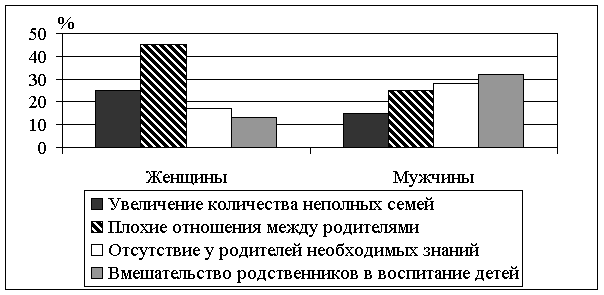 %
50
40
30
20
10
0
Женщины Мужчины
Увеличение количества неполных семей
Плохие отношения между родителями
Отсутствие у родителей необходимых знаний
Вмешательство родственников в воспитание детей